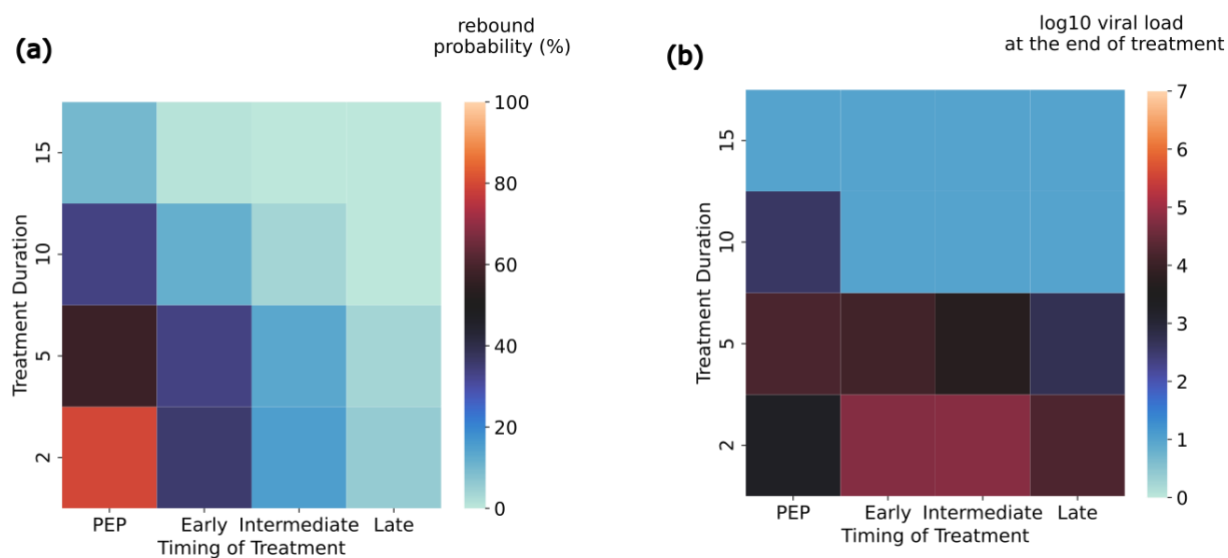 (a)
rebound
probability (%)
Treatment Duration
15
10
5
2
PEP Early Intermediate Late
Timing of Treatment
100
80
60
40
20
0
(b)
log10 viral load
at the end of treatment
Treatment Duration
15
10
5
2
PEP Early Intermediate Late
Timing of Treatment
7
6
5
4
3
2
1
0